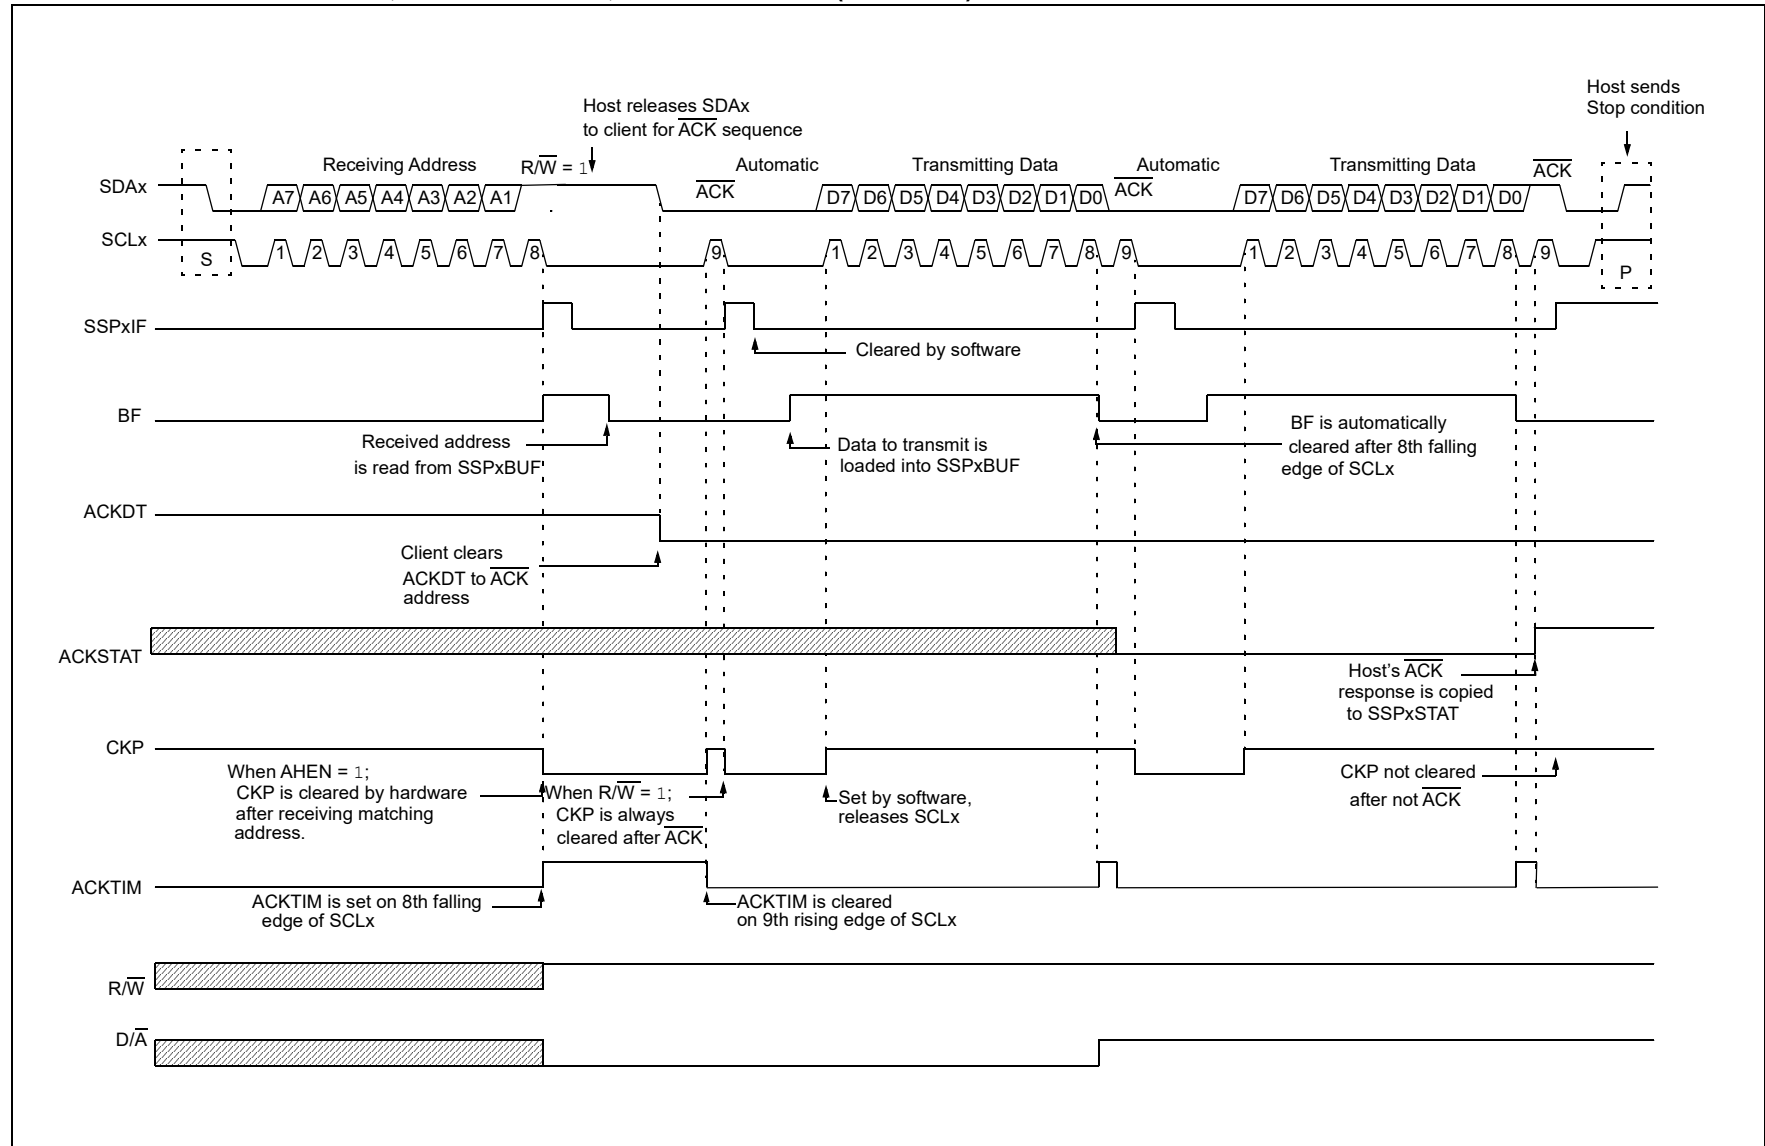 Host sends
Stop condition
Host releases SDAx
to client for A̅C̅K̅ sequence
Receiving Address
R/W̅ = 1
Automatic
Transmitting Data
Automatic
Transmitting Data
A̅C̅K̅
SDAx
A7 A6 A5 A4 A3 A2 A1
A̅C̅K̅
D7 D6 D5 D4 D3 D2 D1 D0
A̅C̅K̅
D7 D6 D5 D4 D3 D2 D1 D0
SCLx
S
1 2 3 4 5 6 7 8
9
1 2 3 4 5 6 7 8 9
1 2 3 4 5 6 7 8 9
P
SSPxIF
Cleared by software
BF
Received address
is read from SSPxBUF
Data to transmit is
loaded into SSPxBUF
BF is automatically
cleared after 8th falling
edge of SCLx
ACKDT
Client clears
ACKDT to A̅C̅K̅
address
ACKSTAT
Host's A̅C̅K̅
response is copied
to SSPxSTAT
CKP
When AHEN = 1;
CKP is cleared by hardware
after receiving matching
address.
When R/W̅ = 1;
CKP is always
cleared after A̅C̅K̅
Set by software,
releases SCLx
CKP not cleared
after not A̅C̅K̅
ACKTIM
ACKTIM is set on 8th falling
edge of SCLx
ACKTIM is cleared
on 9th rising edge of SCLx
R/W̅
D/A̅